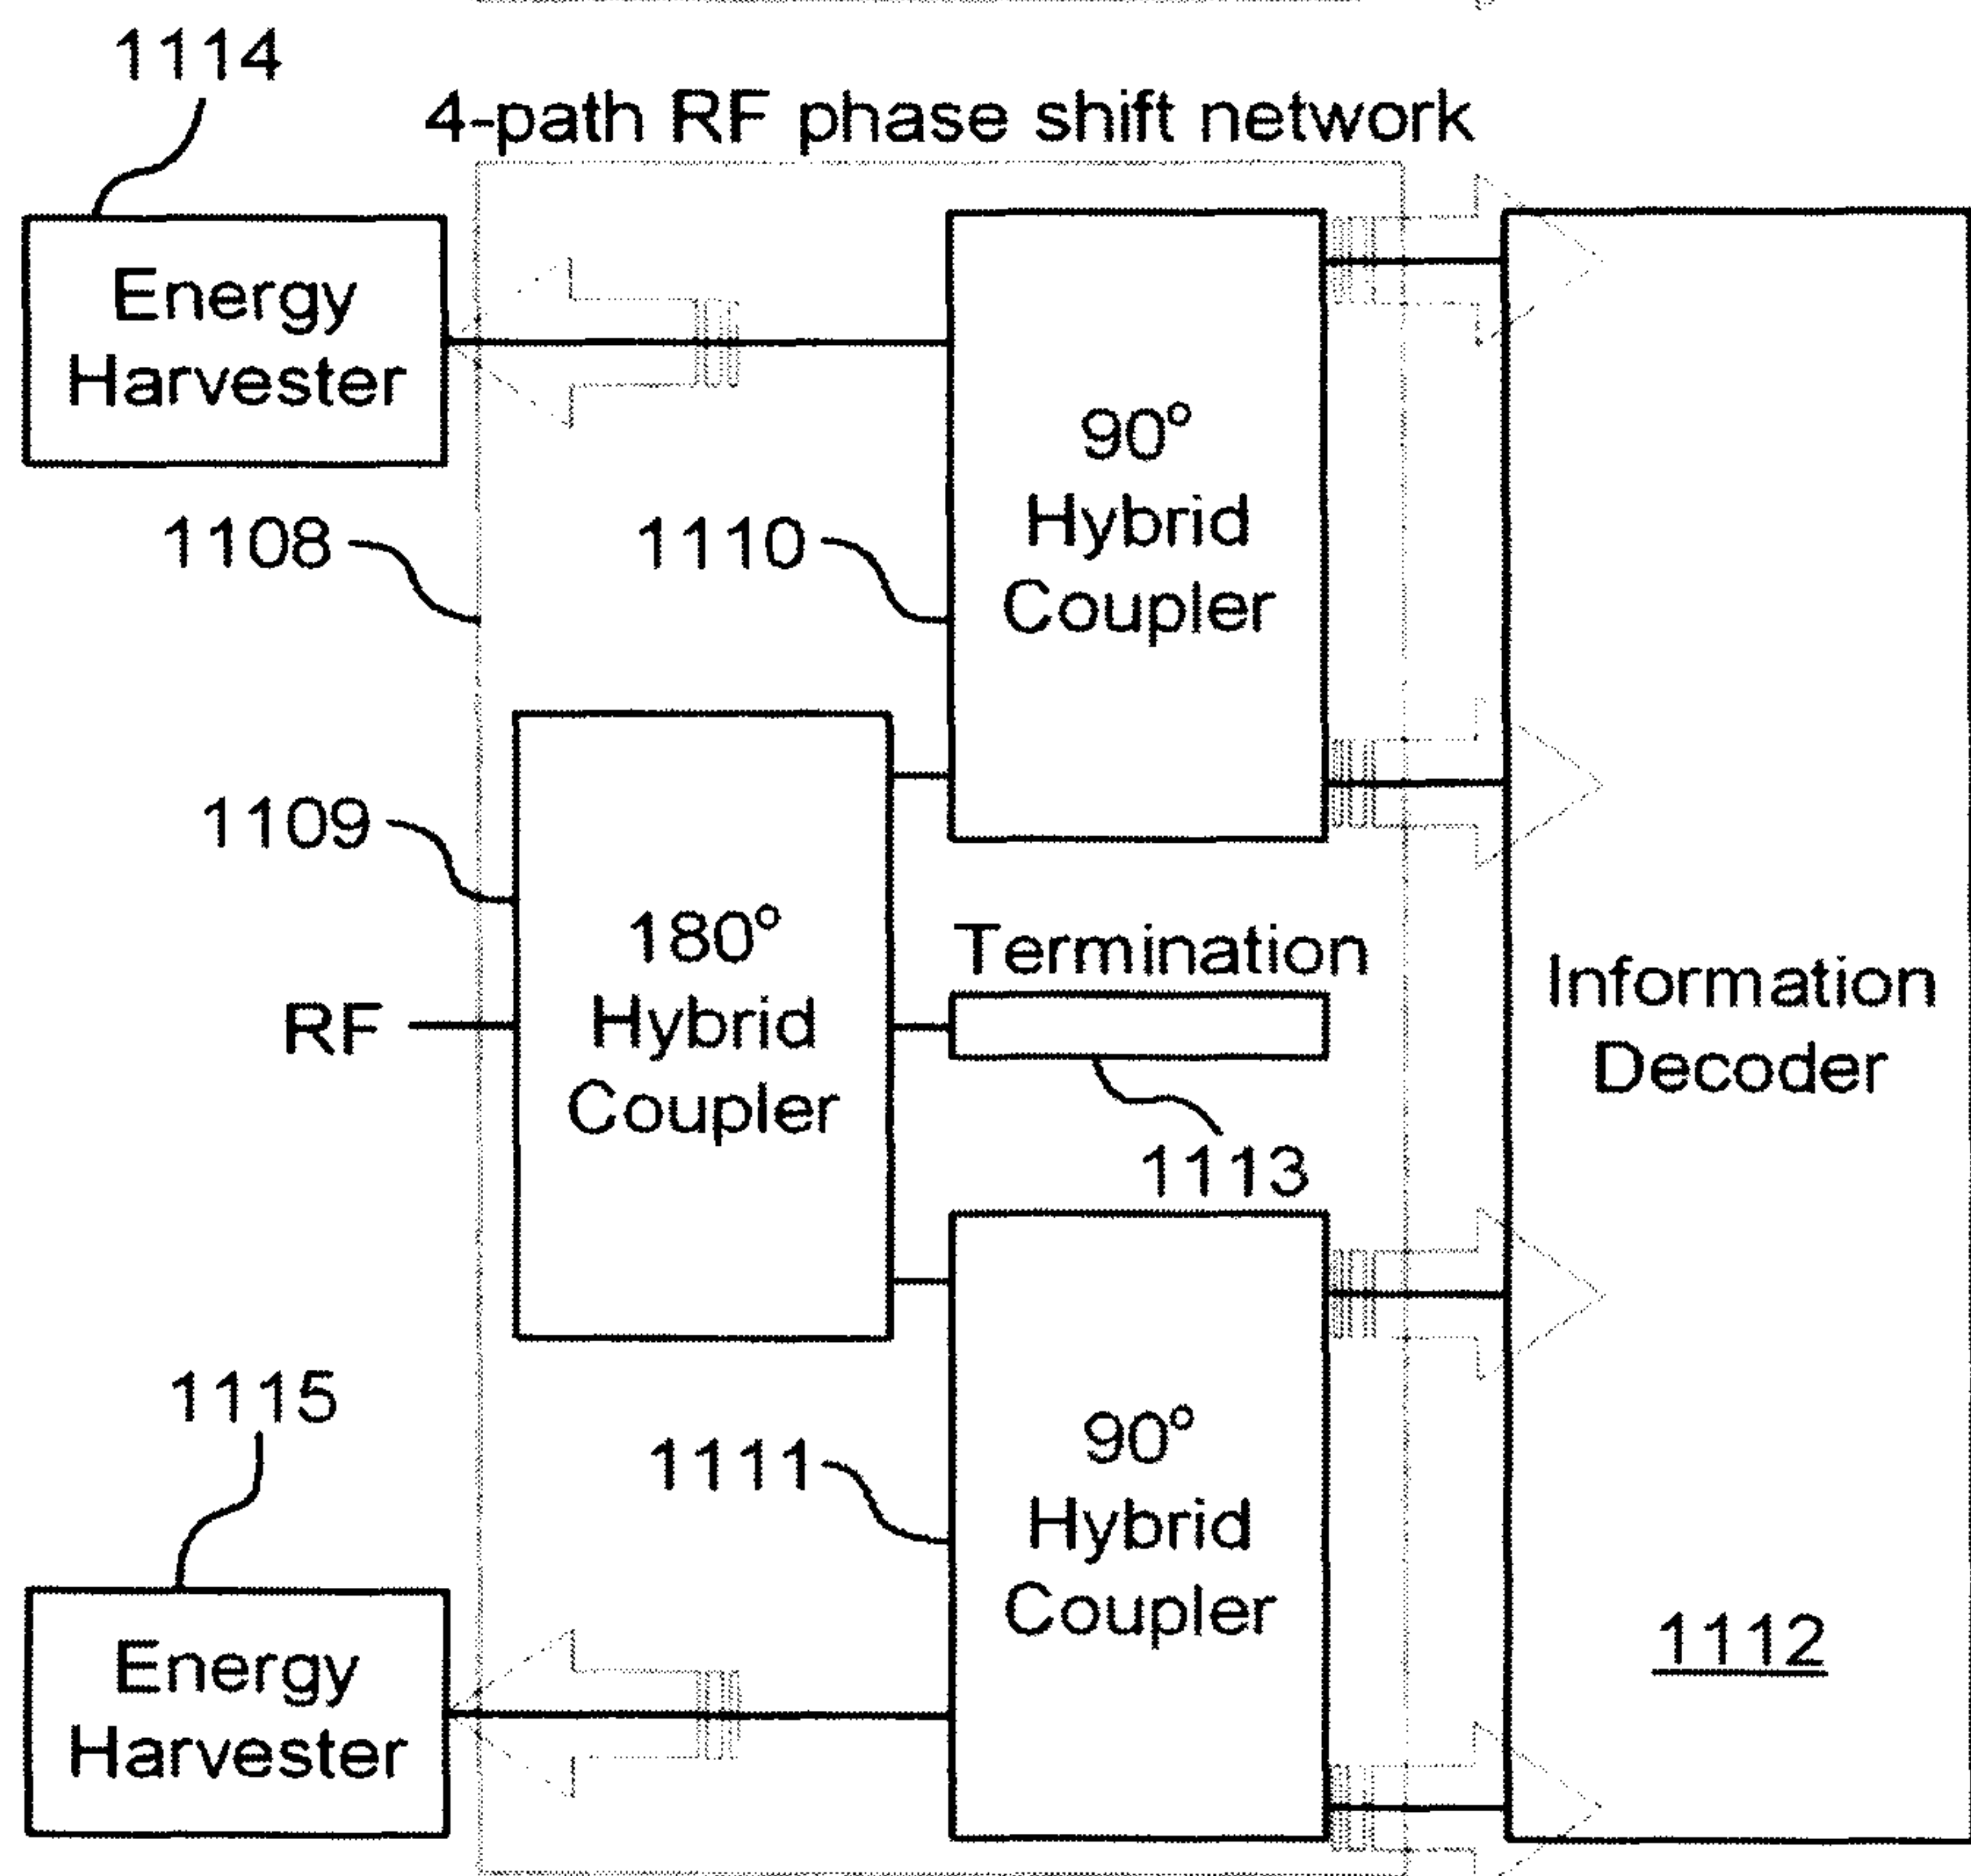 1114
4-path RF phase shift network
Energy
Harvester
90°
Hybrid
Coupler
1108
1110
1109
180°
Hybrid
Coupler
RF
Termination
1113
Information
Decoder
1115
1111
90°
Hybrid
Coupler
Energy
Harvester
1112